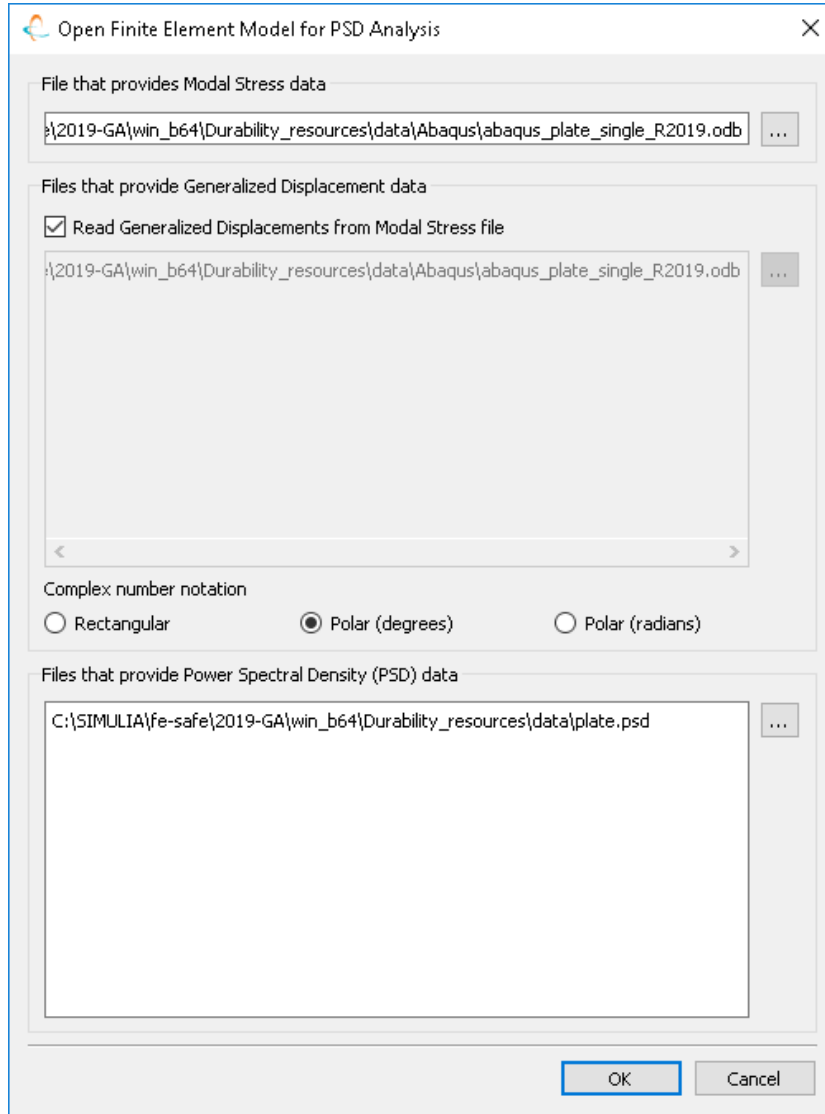 Open Finite Element Model for PSD Analysis
File that provides Modal Stress data
e\2019-GA\win_b64\Durability_resources\data\Abaqus\abaqus_plate_single_R2019.odb
...
Files that provide Generalized Displacement data
Read Generalized Displacements from Modal Stress file
e\2019-GA\win_b64\Durability_resources\data\Abaqus\abaqus_plate_single_R2019.odb
...
Complex number notation
Rectangular Polar (degrees) Polar (radians)
Files that provide Power Spectral Density (PSD) data
C:\SIMULIA\fe-safe\2019-GA\win_b64\Durability_resources\data\plate.psd
...
OK Cancel